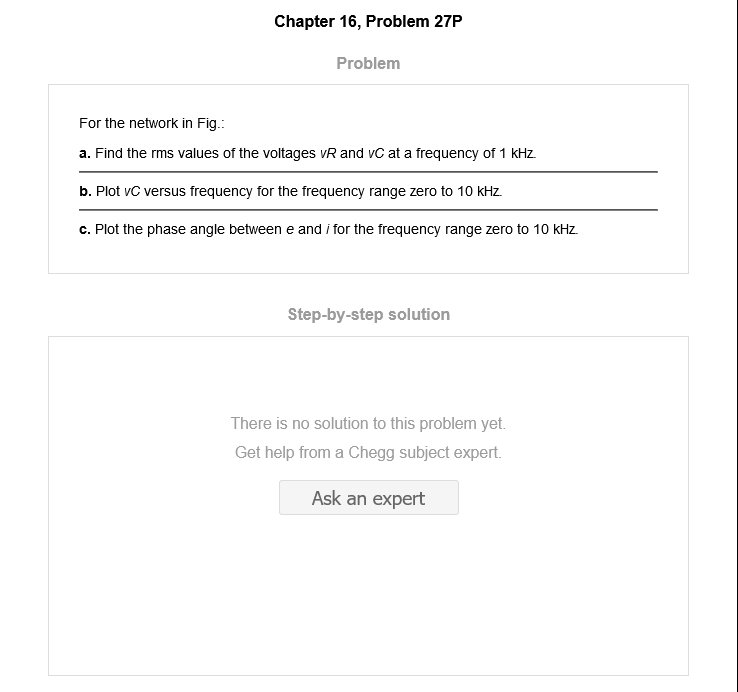 Chapter 16, Problem 27P
Problem
For the network in Fig.:
a. Find the rms values of the voltages vR and vC at a frequency of 1 kHz.
b. Plot vC versus frequency for the frequency range zero to 10 kHz.
c. Plot the phase angle between e and i for the frequency range zero to 10 kHz.
Step-by-step solution
There is no solution to this problem yet.
Get help from a Chegg subject expert.
Ask an expert